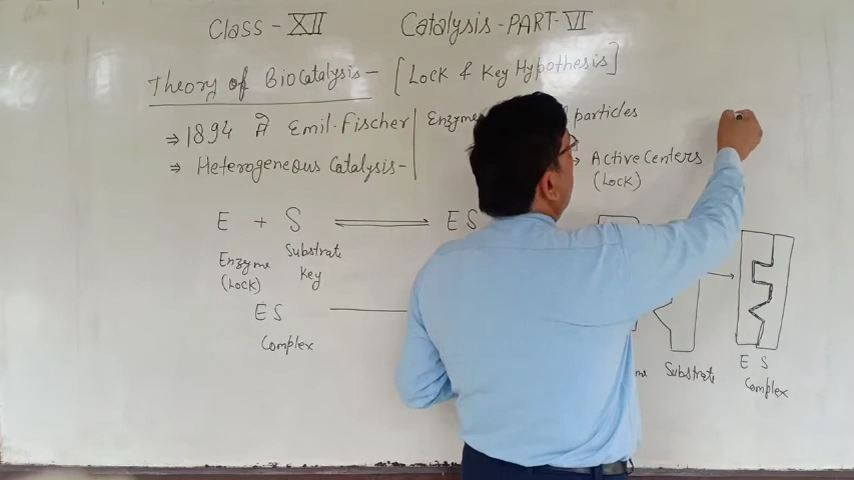 Class - XII Catalysis - PART - VI
Theory of Biocatalysis - [Lock & Key Hypothesis]
⇒ 1894 में Emil. Fischer
⇒ Heterogeneous Catalysis -
Enzyme particles
→ Active Centers
(Lock)
E + S ⇌ ES
Enzyme Substrate
(Lock) Key
ES
Complex
Substrate
E S
Complex